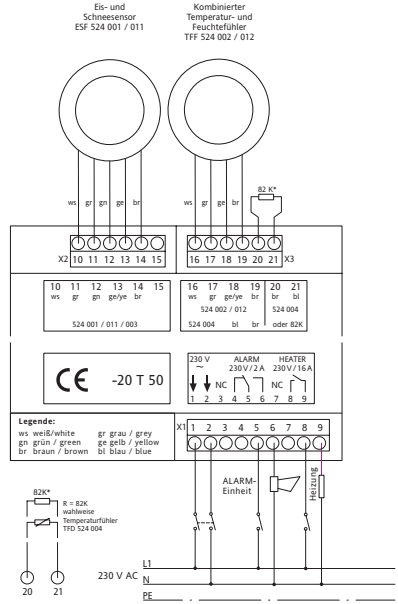 Eis- und
Schneesensor
ESF 524 001 / 011
Kombinierter
Temperatur- und
Feuchtefühler
TFF 524 002 / 012
ws gr gn ge br
ws gr ge br
82 K*
X2 10 11 12 13 14 15
16 17 18 19 20 21 X3
10 11 12 13 14 15
ws gr gn ge/ye br
524 001 / 011 / 003
16 17 18 19 20 21
ws gr ge/ye br br bl
524 002 / 012 524 004
524 004 bl br oder 82K
CE -20 T 50
230 V ~
ALARM
230 V / 2 A
HEATER
230 V / 16 A
NC NC
1 2 3 4 5 6 7 8 9
Legende:
ws weiß/white gr grau / grey
gn grün / green ge gelb / yellow
br braun / brown bl blau / blue
X1 1 2 3 4 5 6 7 8 9
ALARM-
Einheit
Heizung
82K*
R = 82K
wahlweise
Temperaturfühler
TFD 524 004
20 21
230 V AC
L1
N
PE